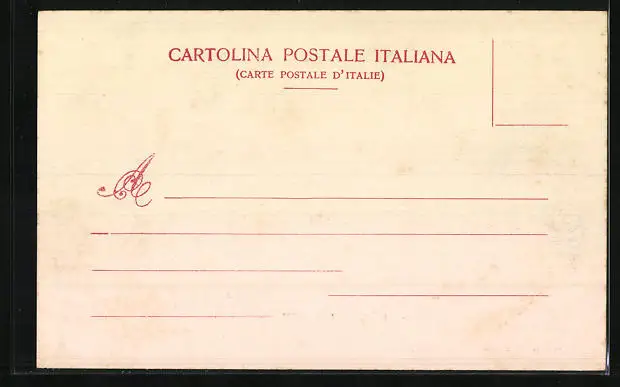 CARTOLINA POSTALE ITALIANA
(CARTE POSTALE D'ITALIE)
A